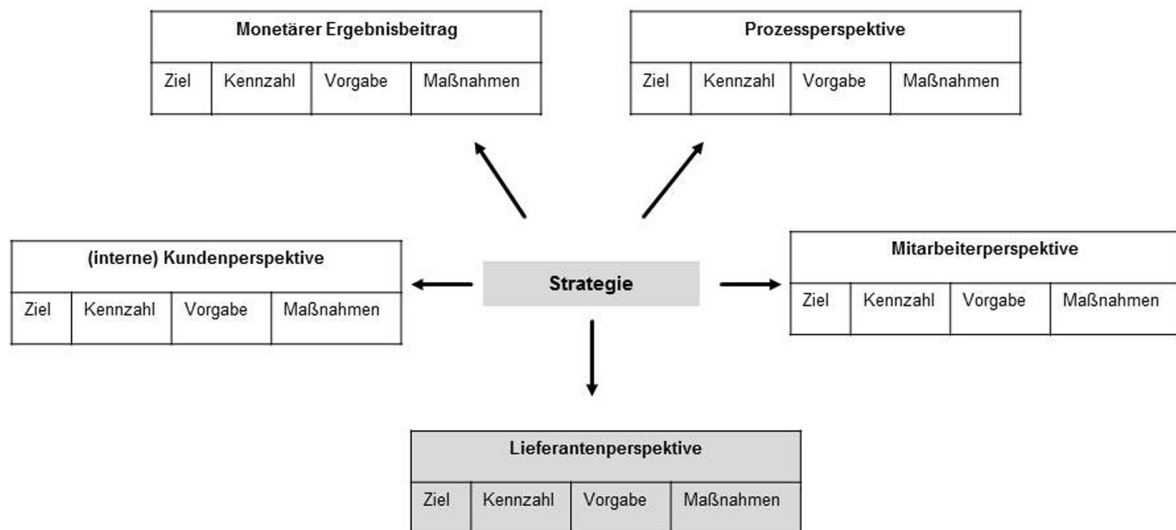 Monetärer Ergebnisbeitrag
Ziel Kennzahl Vorgabe Maßnahmen
Prozessperspektive
Ziel Kennzahl Vorgabe Maßnahmen
(interne) Kundenperspektive
Ziel Kennzahl Vorgabe Maßnahmen
Strategie
Mitarbeiterperspektive
Ziel Kennzahl Vorgabe Maßnahmen
Lieferantenperspektive
Ziel Kennzahl Vorgabe Maßnahmen